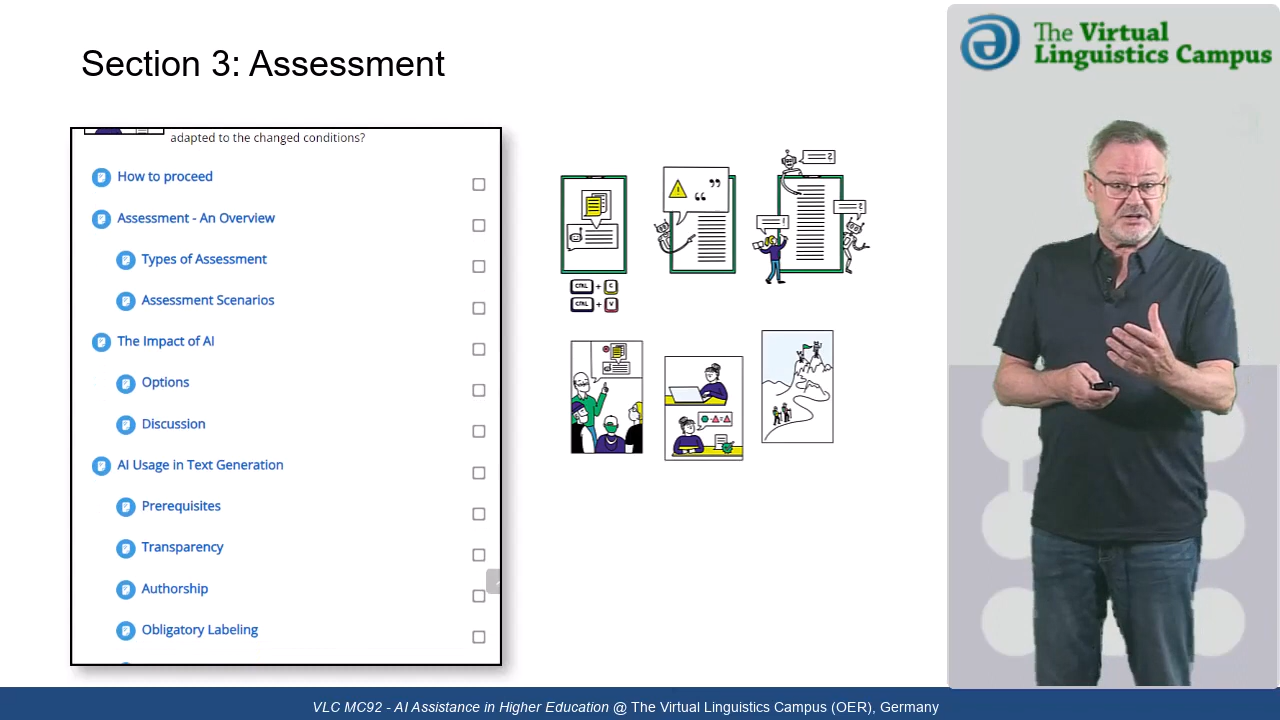 Section 3: Assessment
The Virtual
Linguistics Campus
adapted to the changed conditions?
How to proceed
Assessment - An Overview
Types of Assessment
Assessment Scenarios
The Impact of AI
Options
Discussion
AI Usage in Text Generation
Prerequisites
Transparency
Authorship
Obligatory Labeling
CTRL + C
CTRL + V
VLC MC92 - AI Assistance in Higher Education @ The Virtual Linguistics Campus (OER), Germany